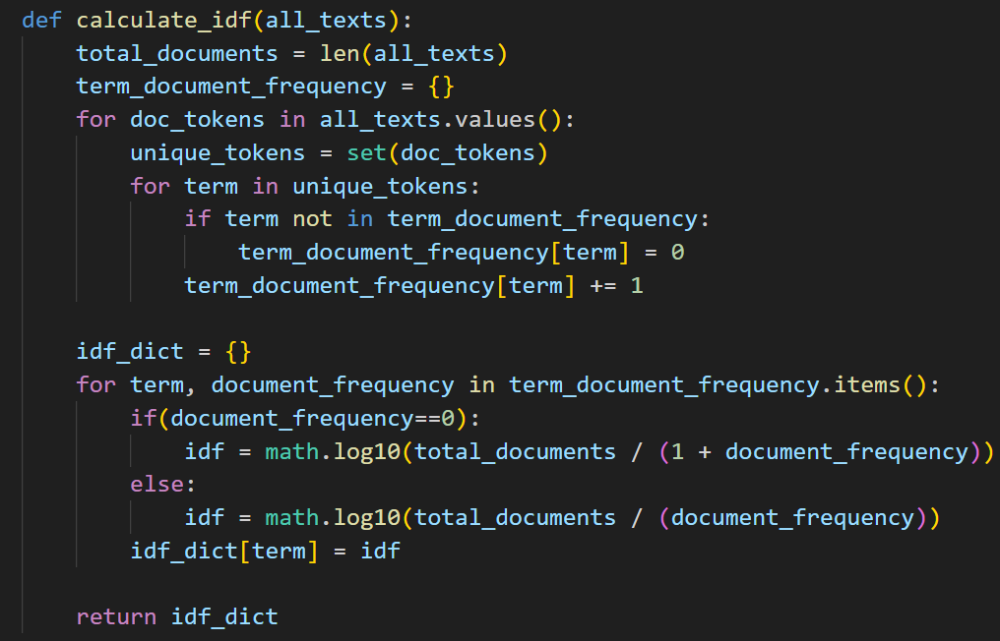 def calculate_idf(all_texts):
    total_documents = len(all_texts)
    term_document_frequency = {}
    for doc_tokens in all_texts.values():
        unique_tokens = set(doc_tokens)
        for term in unique_tokens:
            if term not in term_document_frequency:
                term_document_frequency[term] = 0
            term_document_frequency[term] += 1

    idf_dict = {}
    for term, document_frequency in term_document_frequency.items():
        if(document_frequency==0):
            idf = math.log10(total_documents / (1 + document_frequency))
        else:
            idf = math.log10(total_documents / (document_frequency))
        idf_dict[term] = idf

    return idf_dict